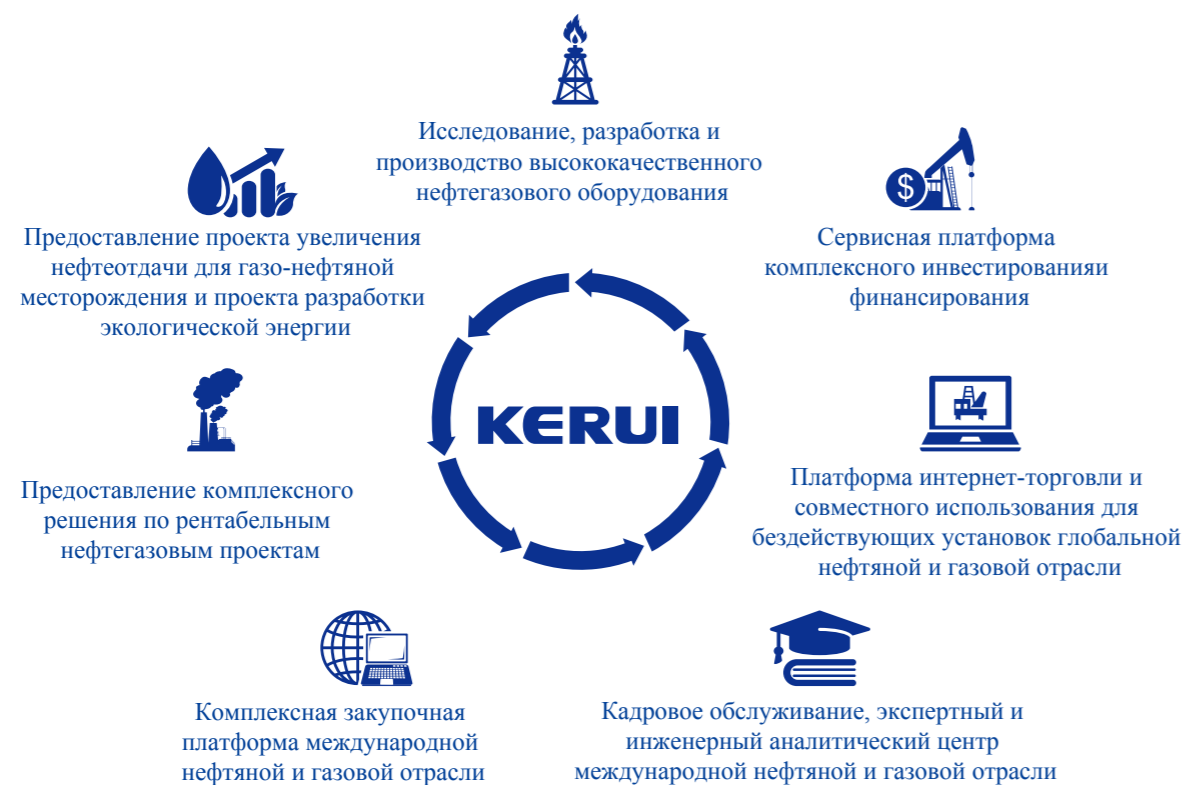 Исследование, разработка и
производство высококачественного
нефтегазового оборудования
Предоставление проекта увеличения
нефтеотдачи для газо-нефтяной
месторождения и проекта разработки
экологической энергии
$
Сервисная платформа
комплексного инвестированияи
финансирования
KERUI
Предоставление комплексного
решения по рентабельным
нефтегазовым проектам
Платформа интернет-торговли и
совместного использования для
бездействующих установок глобальной
нефтяной и газовой отрасли
Комплексная закупочная
платформа международной
нефтяной и газовой отрасли
Кадровое обслуживание, экспертный и
инженерный аналитический центр
международной нефтяной и газовой отрасли